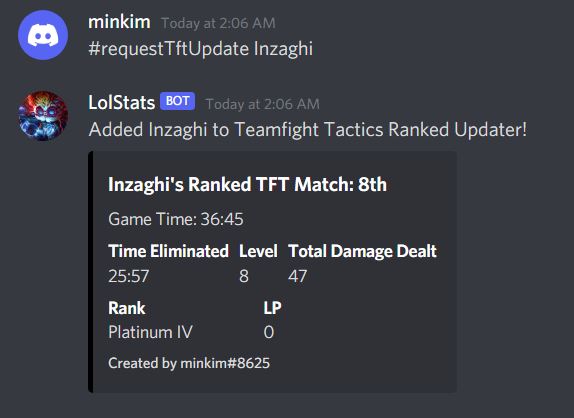 minkim Today at 2:06 AM
#requestTftUpdate Inzaghi
LolStats BOT Today at 2:06 AM
Added Inzaghi to Teamfight Tactics Ranked Updater!
Inzaghi's Ranked TFT Match: 8th
Game Time: 36:45
Time Eliminated Level Total Damage Dealt
25:57 8 47
Rank LP
Platinum IV 0
Created by minkim#8625